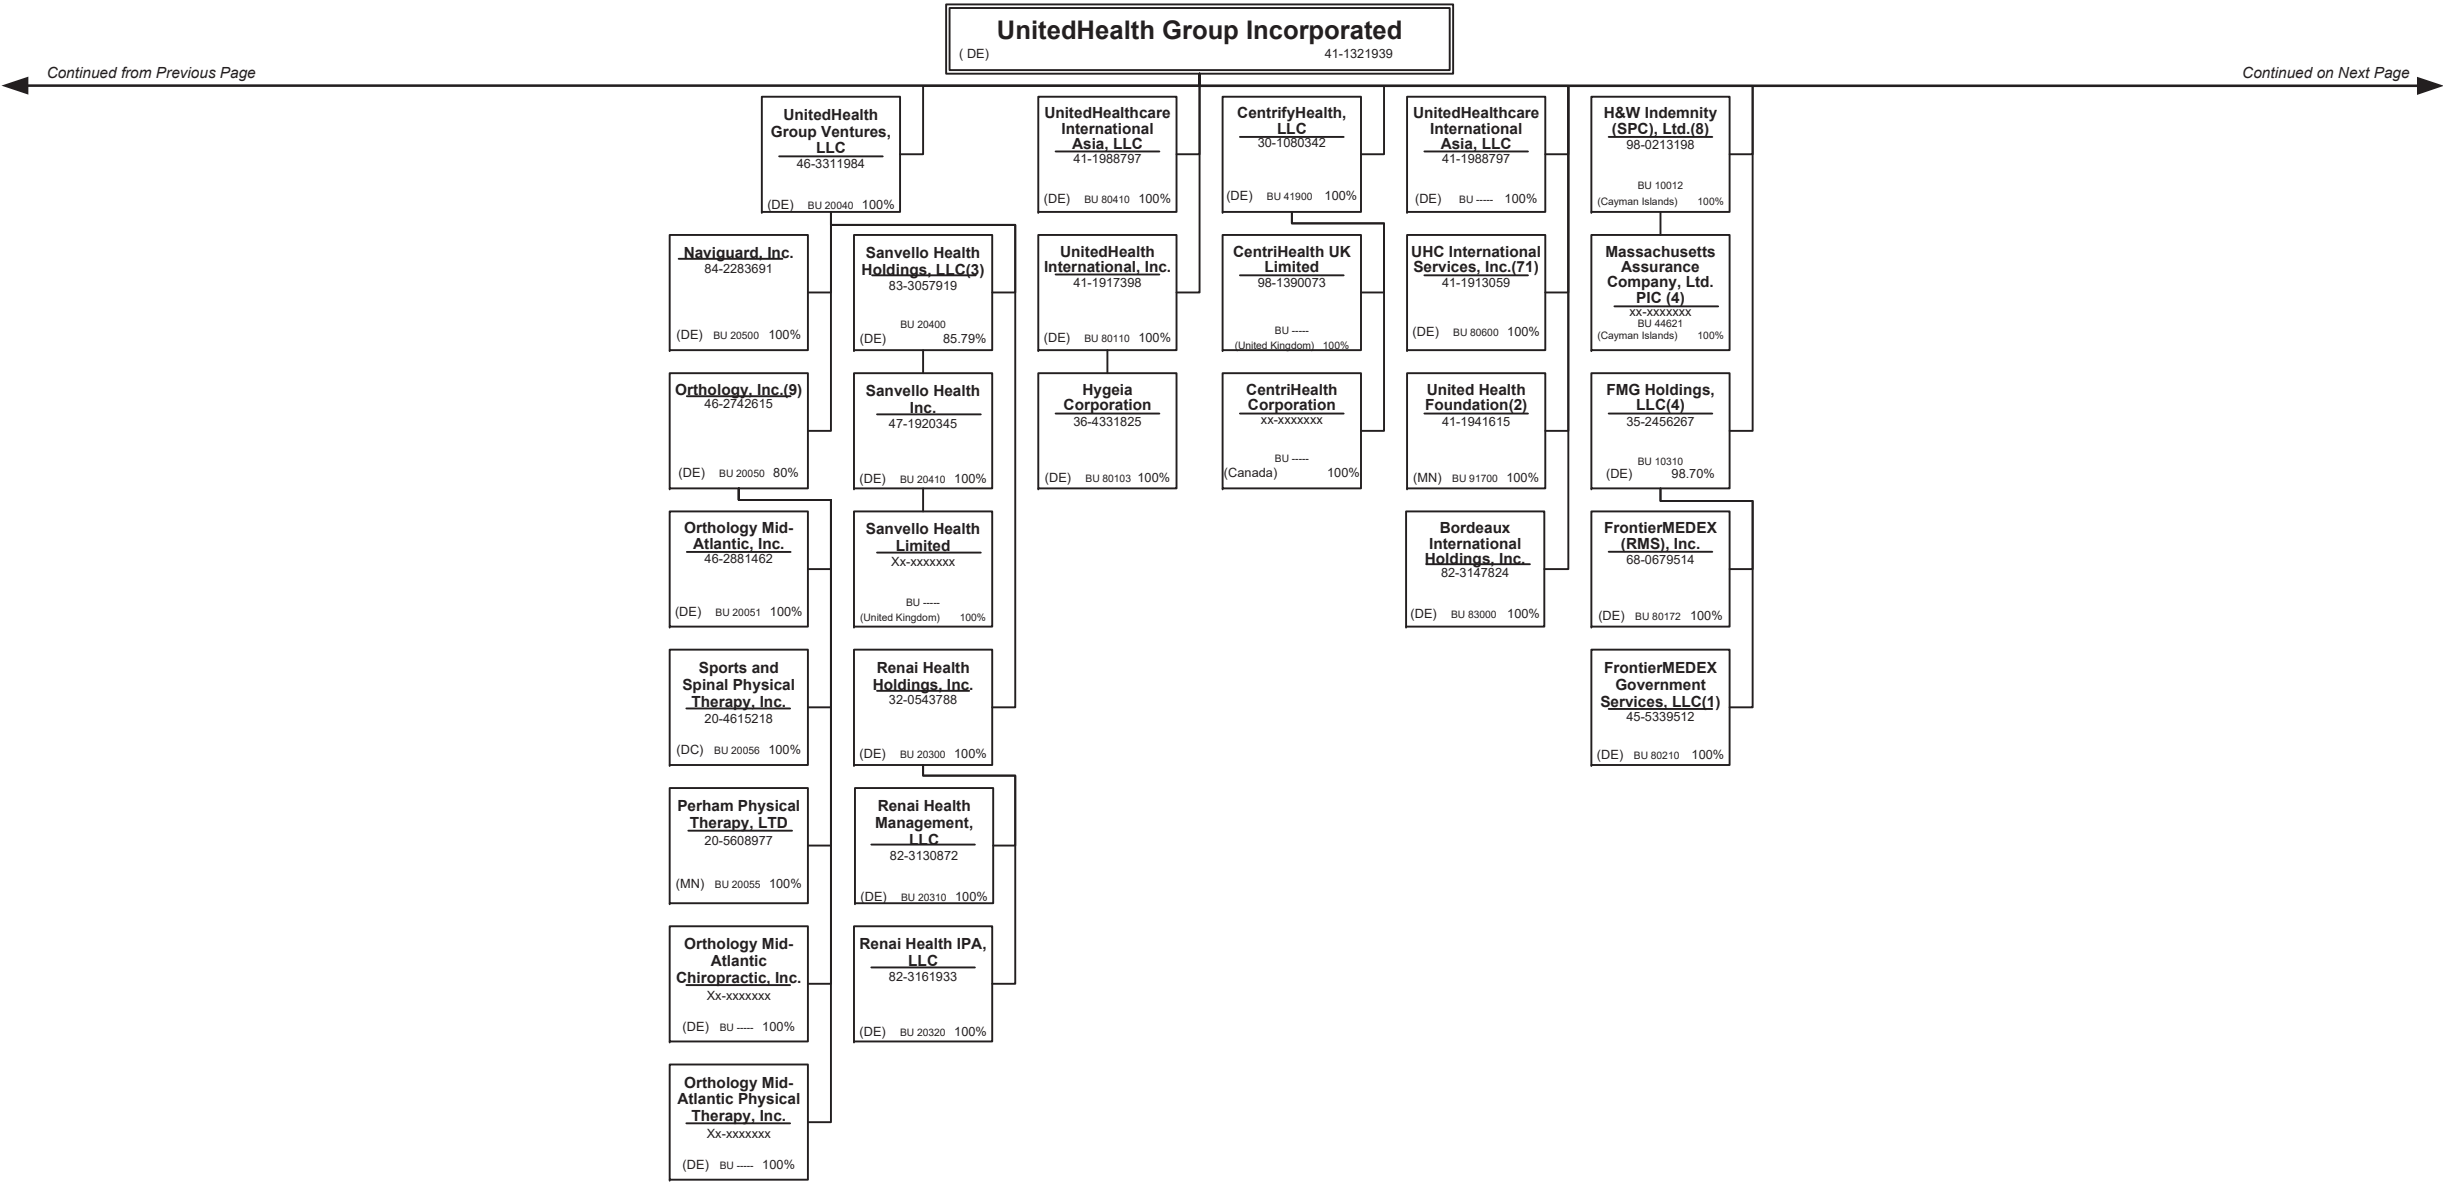 UnitedHealth Group Incorporated
( DE) 41-1321939
Continued from Previous Page
Continued on Next Page
UnitedHealth
Group Ventures,
LLC
46-3311984
(DE) BU 20040 100%
Naviguard, Inc.
84-2283691
(DE) BU 20500 100%
Orthology, Inc.(9)
46-2742615
(DE) BU 20050 80%
Orthology Mid-
Atlantic, Inc.
46-2881462
(DE) BU 20051 100%
Sports and
Spinal Physical
Therapy, Inc.
20-4615218
(DC) BU 20056 100%
Perham Physical
Therapy, LTD
20-5608977
(MN) BU 20055 100%
Orthology Mid-
Atlantic
Chiropractic, Inc.
Xx-xxxxxxx
(DE) BU ----- 100%
Orthology Mid-
Atlantic Physical
Therapy, Inc.
Xx-xxxxxxx
(DE) BU ----- 100%
Sanvello Health
Holdings, LLC(3)
83-3057919
BU 20400
(DE) 85.79%
Sanvello Health
Inc.
47-1920345
(DE) BU 20410 100%
Sanvello Health
Limited
Xx-xxxxxxx
BU -----
(United Kingdom) 100%
Renai Health
Holdings, Inc.
32-0543788
(DE) BU 20300 100%
Renai Health
Management,
LLC
82-3130872
(DE) BU 20310 100%
Renai Health IPA,
LLC
82-3161933
(DE) BU 20320 100%
UnitedHealthcare
International
Asia, LLC
41-1988797
(DE) BU 80410 100%
UnitedHealth
International, Inc.
41-1917398
(DE) BU 80110 100%
Hygeia
Corporation
36-4331825
(DE) BU 80103 100%
CentrifyHealth,
LLC
30-1080342
(DE) BU 41900 100%
CentriHealth UK
Limited
98-1390073
BU -----
(United Kingdom) 100%
CentriHealth
Corporation
xx-xxxxxxx
BU -----
(Canada) 100%
UnitedHealthcare
International
Asia, LLC
41-1988797
(DE) BU ----- 100%
UHC International
Services, Inc.(71)
41-1913059
(DE) BU 80600 100%
United Health
Foundation(2)
41-1941615
(MN) BU 91700 100%
Bordeaux
International
Holdings, Inc.
82-3147824
(DE) BU 83000 100%
H&W Indemnity
(SPC), Ltd.(8)
98-0213198
BU 10012
(Cayman Islands) 100%
Massachusetts
Assurance
Company, Ltd.
PIC (4)
xx-xxxxxxx
BU 44621
(Cayman Islands) 100%
FMG Holdings,
LLC(4)
35-2456267
BU 10310
(DE) 98.70%
FrontierMEDEX
(RMS), Inc.
68-0679514
(DE) BU 80172 100%
FrontierMEDEX
Government
Services, LLC(1)
45-5339512
(DE) BU 80210 100%